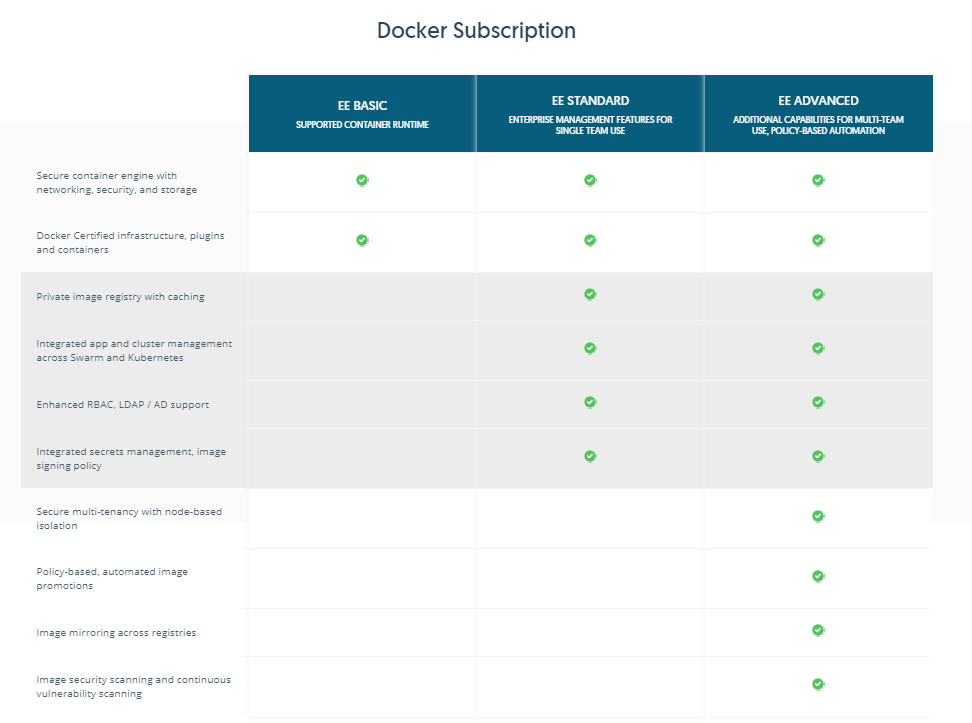 Docker Subscription
EE BASIC
SUPPORTED CONTAINER RUNTIME
EE STANDARD
ENTERPRISE MANAGEMENT FEATURES FOR
SINGLE TEAM USE
EE ADVANCED
ADDITIONAL CAPABILITIES FOR MULTI-TEAM
USE, POLICY-BASED AUTOMATION
Secure container engine with
networking, security, and storage
Docker Certified infrastructure, plugins
and containers
Private image registry with caching
Integrated app and cluster management
across Swarm and Kubernetes
Enhanced RBAC, LDAP / AD support
Integrated secrets management, image
signing policy
Secure multi-tenancy with node-based
isolation
Policy-based, automated image
promotions
Image mirroring across registries
Image security scanning and continuous
vulnerability scanning